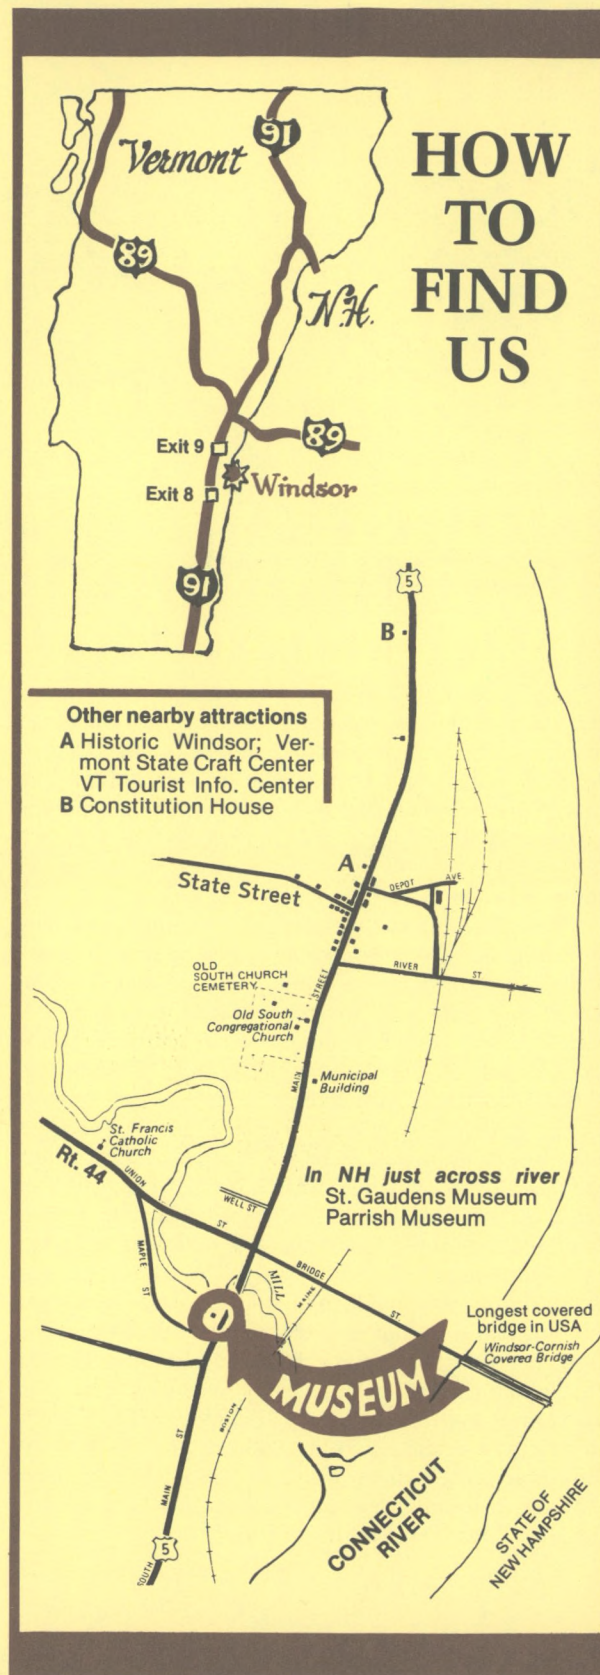 HOW
TO
FIND
US
Vermont
91
89
N.H.
89
Exit 9
Windsor
Exit 8
91
5
B
Other nearby attractions
A Historic Windsor; Ver-
mont State Craft Center
VT Tourist Info. Center
B Constitution House
A
State Street
DEPOT AVE.
RIVER ST
OLD
SOUTH CHURCH
CEMETERY
Old South
Congregational
Church
MAIN STREET
Municipal
Building
St. Francis
Catholic
Church
Rt. 44
UNION ST
In NH just across river
St. Gaudens Museum
Parrish Museum
WELL ST
MAPLE ST
BRIDGE ST
MILL
MAINE
Longest covered
bridge in USA
Windsor-Cornish
Covered Bridge
MUSEUM
BOSTON
CONNECTICUT
RIVER
STATE OF
NEW HAMPSHIRE
SOUTH MAIN ST
5